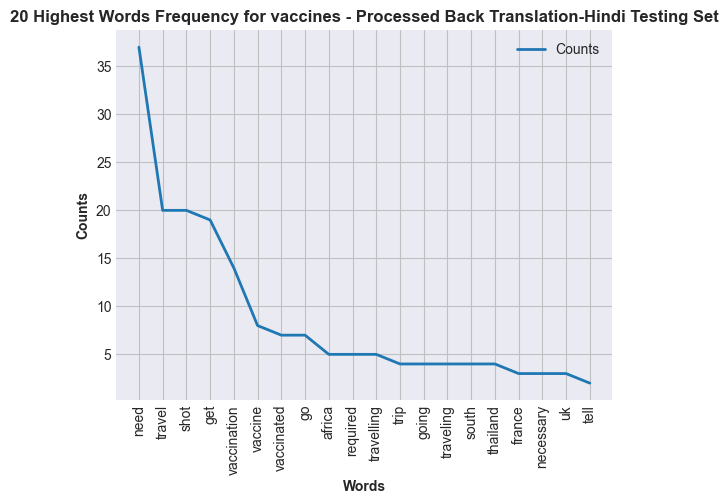 20 Highest Words Frequency for vaccines - Processed Back Translation-Hindi Testing Set
Counts
35
30
25
20
15
10
5
Counts
need
travel
shot
get
vaccination
vaccine
vaccinated
go
africa
required
travelling
trip
going
traveling
south
thailand
france
necessary
uk
tell
Words